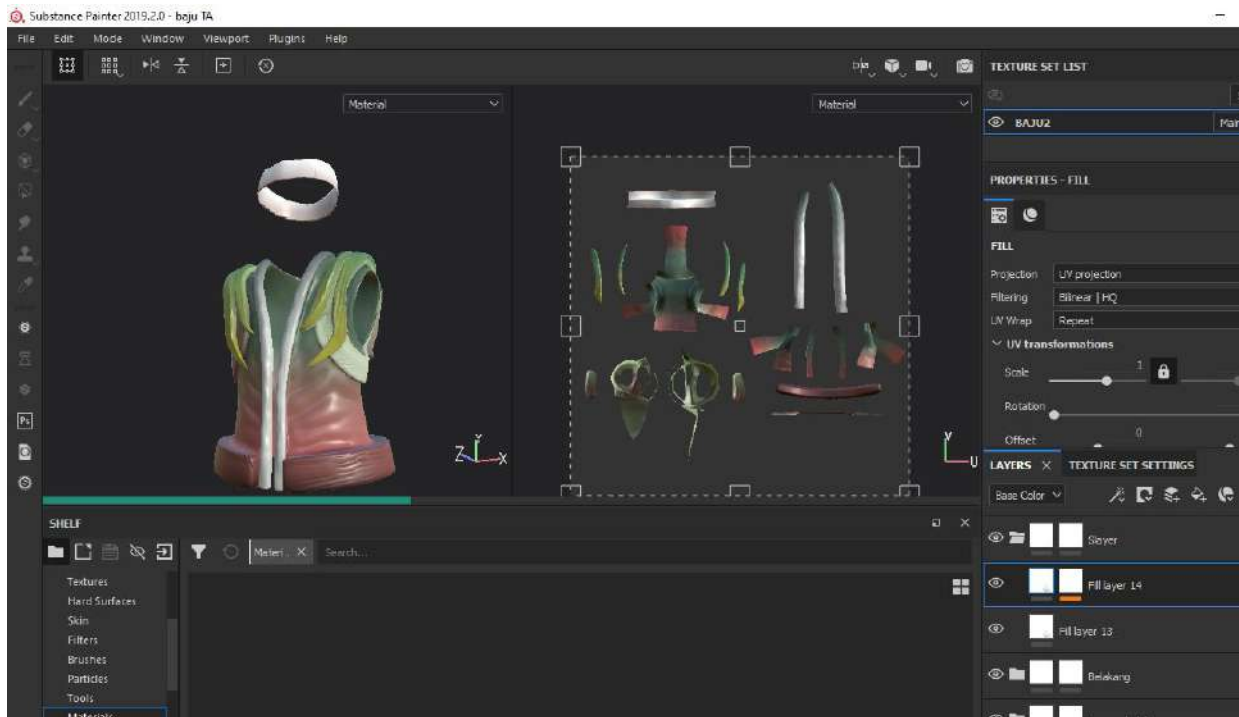 Substance Painter 2019.2.0 - baju TA
File Edit Mode Window Viewport Plugins Help
Material
Material
TEXTURE SET LIST
BAJU2
PROPERTIES - FILL
FILL
Projection UV projection
Filtering Bilinear | HQ
UV Wrap Repeat
UV transformations
Scale 1
Rotation
Offset 0
Z Y X
V U
LAYERS × TEXTURE SET SETTINGS
Base Color
SHELF
Materi.. × Search...
Slayer
Fill layer 14
Fill layer 13
Belakang
Textures
Hard Surfaces
Skin
Filters
Brushes
Particles
Tools
Materials
Ps